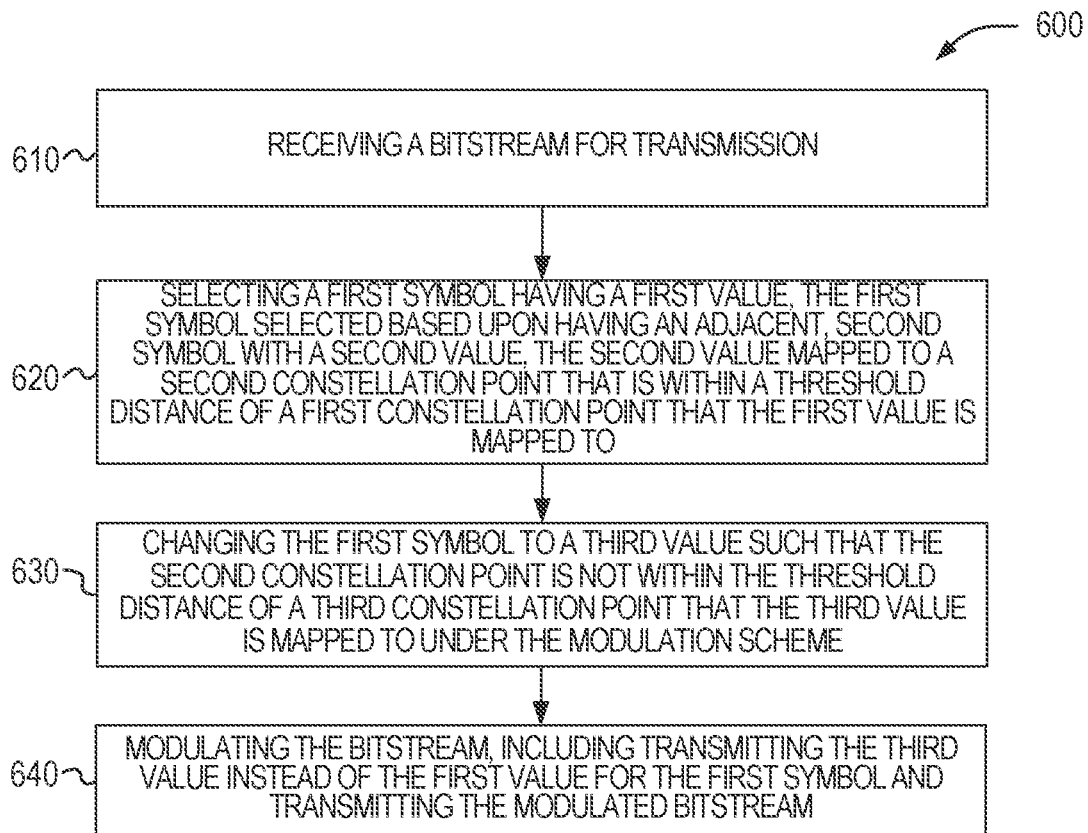 600
610
RECEIVING A BITSTREAM FOR TRANSMISSION
620
SELECTING A FIRST SYMBOL HAVING A FIRST VALUE, THE FIRST
SYMBOL SELECTED BASED UPON HAVING AN ADJACENT, SECOND
SYMBOL WITH A SECOND VALUE, THE SECOND VALUE MAPPED TO A
SECOND CONSTELLATION POINT THAT IS WITHIN A THRESHOLD
DISTANCE OF A FIRST CONSTELLATION POINT THAT THE FIRST VALUE IS
MAPPED TO
630
CHANGING THE FIRST SYMBOL TO A THIRD VALUE SUCH THAT THE
SECOND CONSTELLATION POINT IS NOT WITHIN THE THRESHOLD
DISTANCE OF A THIRD CONSTELLATION POINT THAT THE THIRD VALUE
IS MAPPED TO UNDER THE MODULATION SCHEME
640
MODULATING THE BITSTREAM, INCLUDING TRANSMITTING THE THIRD
VALUE INSTEAD OF THE FIRST VALUE FOR THE FIRST SYMBOL AND
TRANSMITTING THE MODULATED BITSTREAM